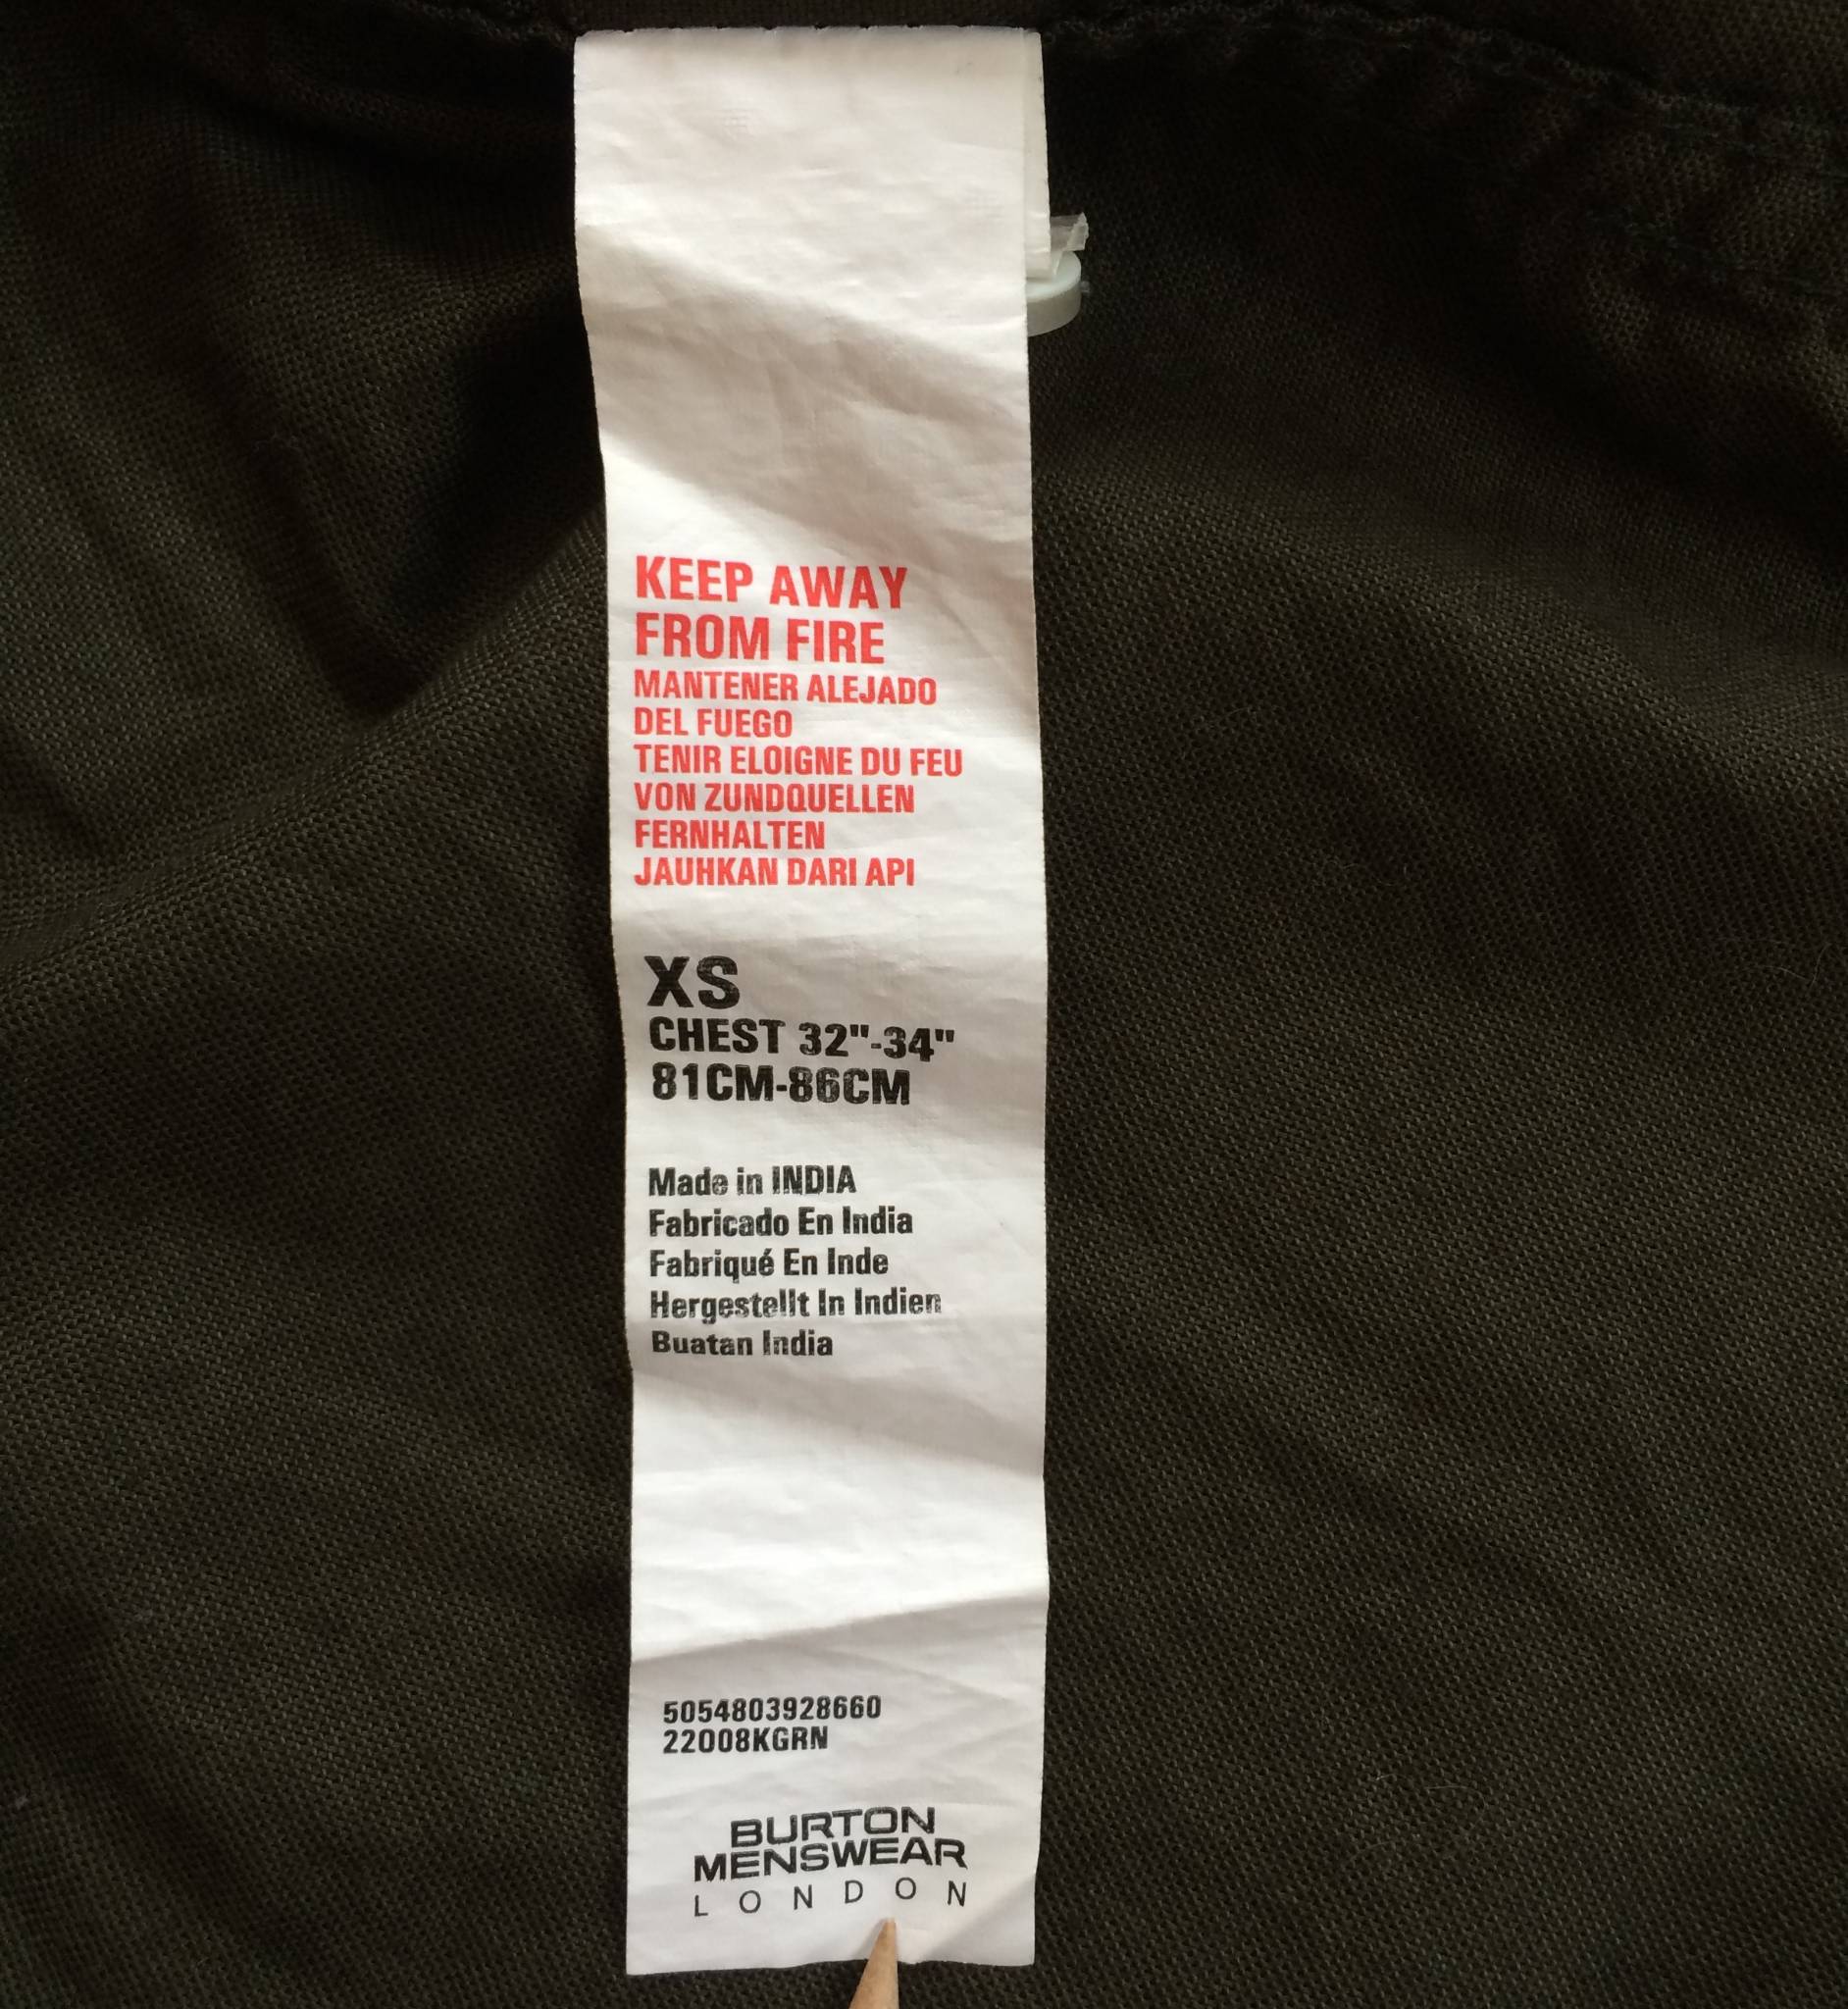 KEEP AWAY
FROM FIRE
MANTENER ALEJADO
DEL FUEGO
TENIR ELOIGNE DU FEU
VON ZUNDQUELLEN
FERNHALTEN
JAUHKAN DARI API
XS
CHEST 32"-34"
81CM-86CM
Made in INDIA
Fabricado En India
Fabriqué En Inde
Hergestellt In Indien
Buatan India
5054803928660
22008KGRN
BURTON
MENSWEAR
LONDON